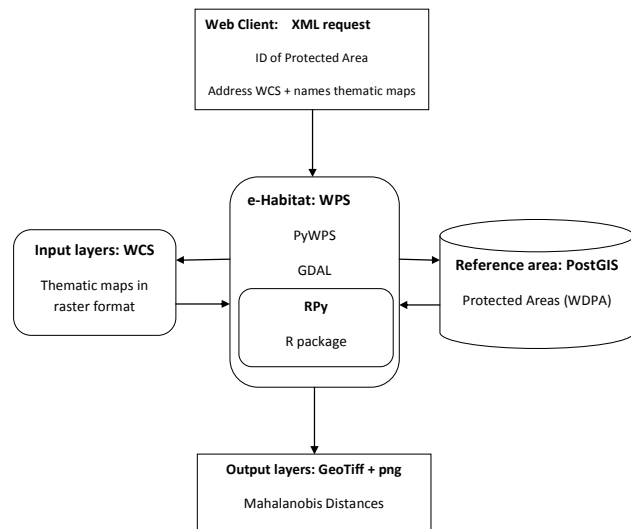 Web Client: XML request
ID of Protected Area
Address WCS + names thematic maps
e-Habitat: WPS
PyWPS
GDAL
RPy
R package
Input layers: WCS
Thematic maps in
raster format
Reference area: PostGIS
Protected Areas (WDPA)
Output layers: GeoTiff + png
Mahalanobis Distances